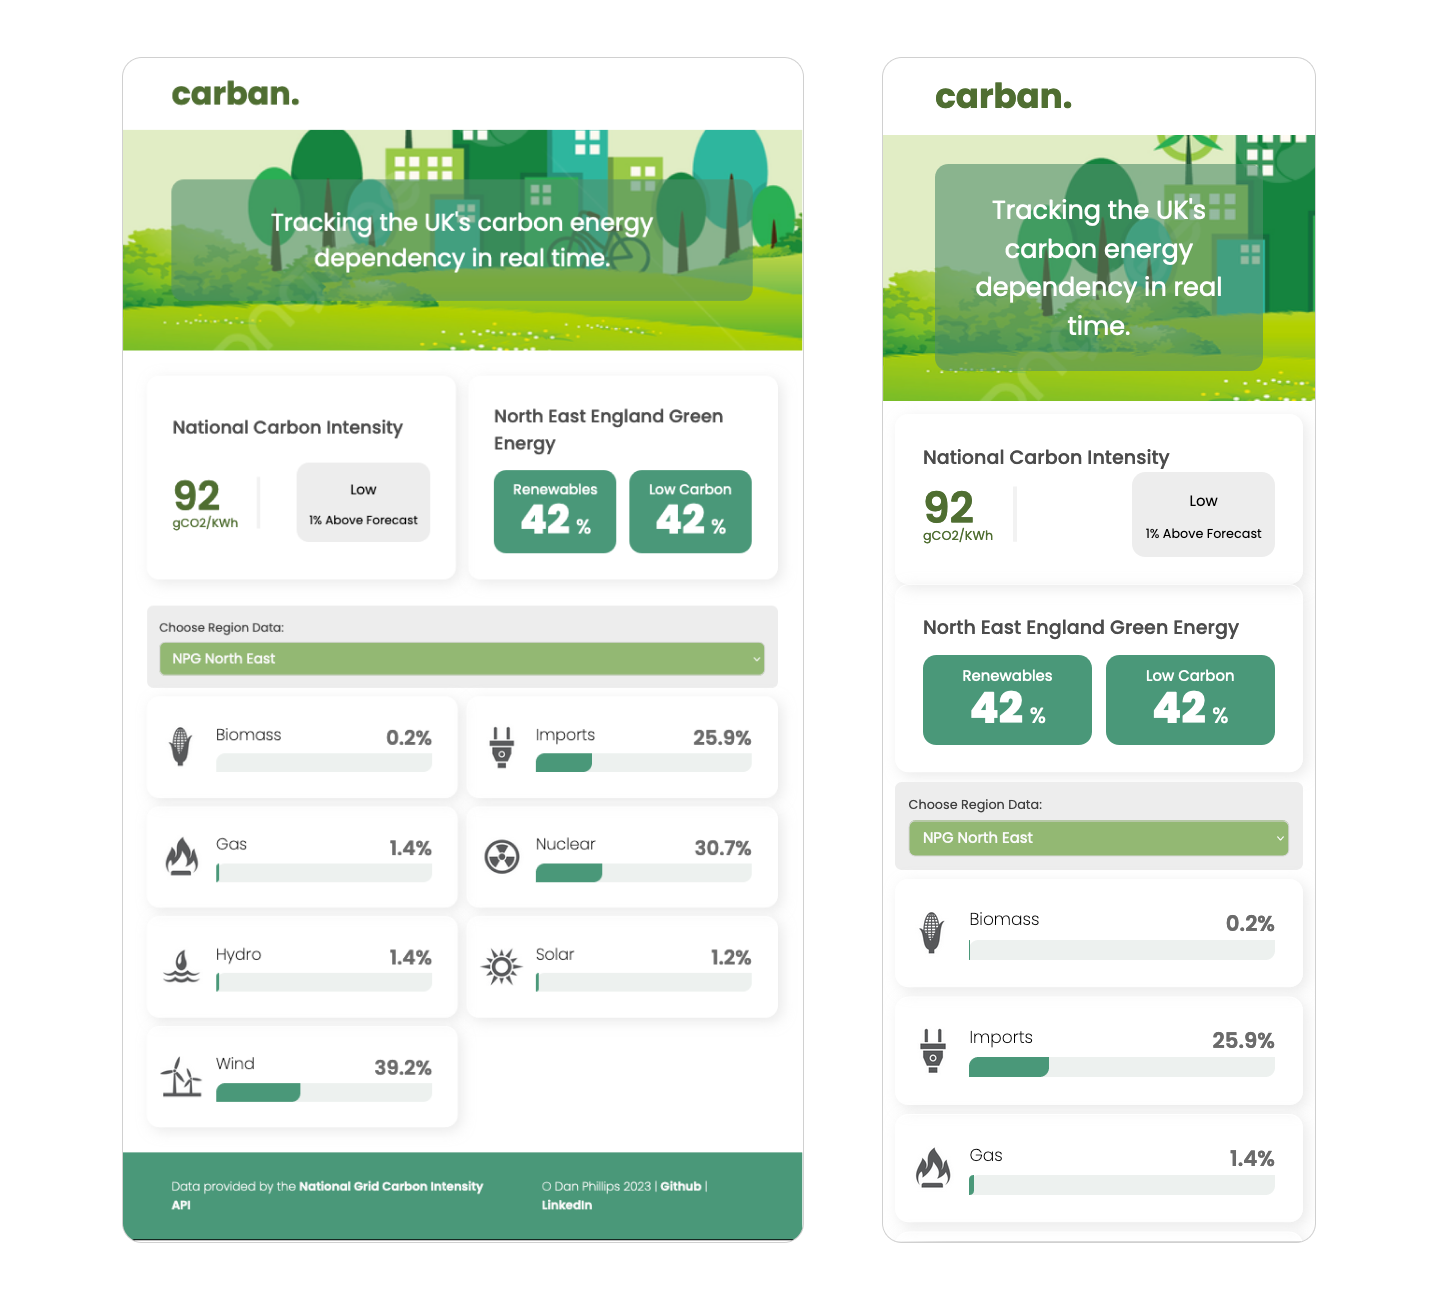 carban.
Tracking the UK's carbon energy
dependency in real time.
National Carbon Intensity
92
gCO2/KWh
Low
1% Above Forecast
North East England Green
Energy
Renewables
42 %
Low Carbon
42 %
Choose Region Data:
NPG North East
Biomass
0.2%
Imports
25.9%
Gas
1.4%
Nuclear
30.7%
Hydro
1.4%
Solar
1.2%
Wind
39.2%
Data provided by the National Grid Carbon Intensity
API
O Dan Phillips 2023 | Github |
LinkedIn
carban.
Tracking the UK's
carbon energy
dependency in real
time.
National Carbon Intensity
92
gCO2/KWh
Low
1% Above Forecast
North East England Green Energy
Renewables
42 %
Low Carbon
42 %
Choose Region Data:
NPG North East
Biomass
0.2%
Imports
25.9%
Gas
1.4%